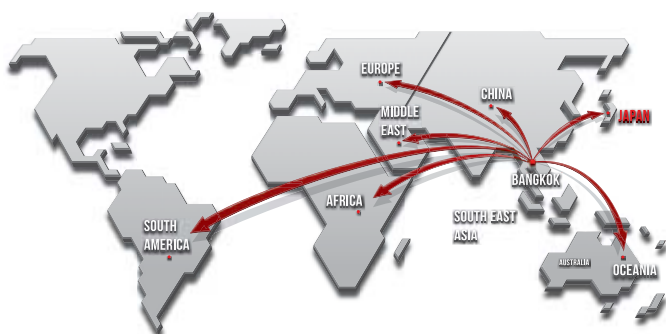 EUROPE
CHINA
MIDDLE
EAST
JAPAN
BANGKOK
AFRICA
SOUTH EAST
ASIA
SOUTH
AMERICA
AUSTRALIA
OCEANIA